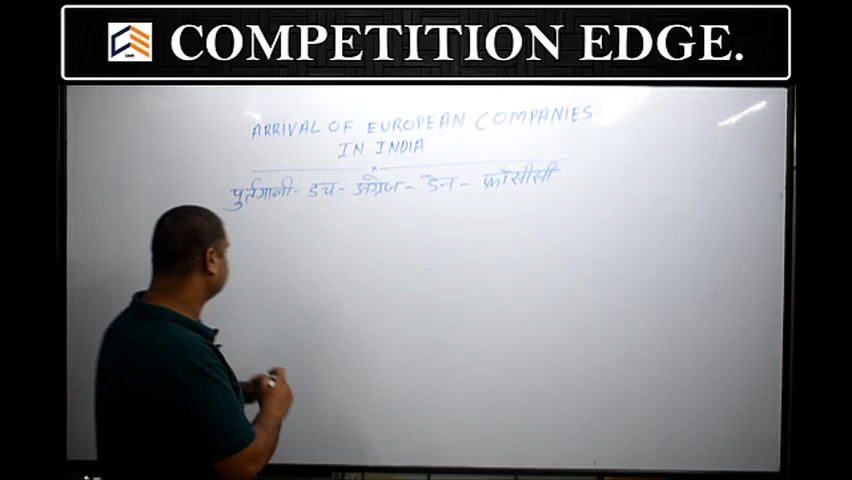 COMPETITION EDGE.
ARRIVAL OF EUROPEAN COMPANIES
IN INDIA
पुर्तगाली - डच - अंग्रेज - डेन - फ्रांसीसी